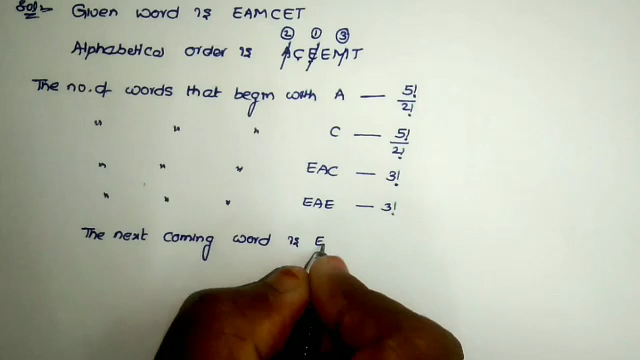 Sol:- Given word is EAMCET
② ① ③
Alphabetical order is A C E E M T
The no. of words that begin with A — 5!/2!
" " " C — 5!/2!
" " " EAC — 3!
" " " EAE — 3!
The next coming word is E